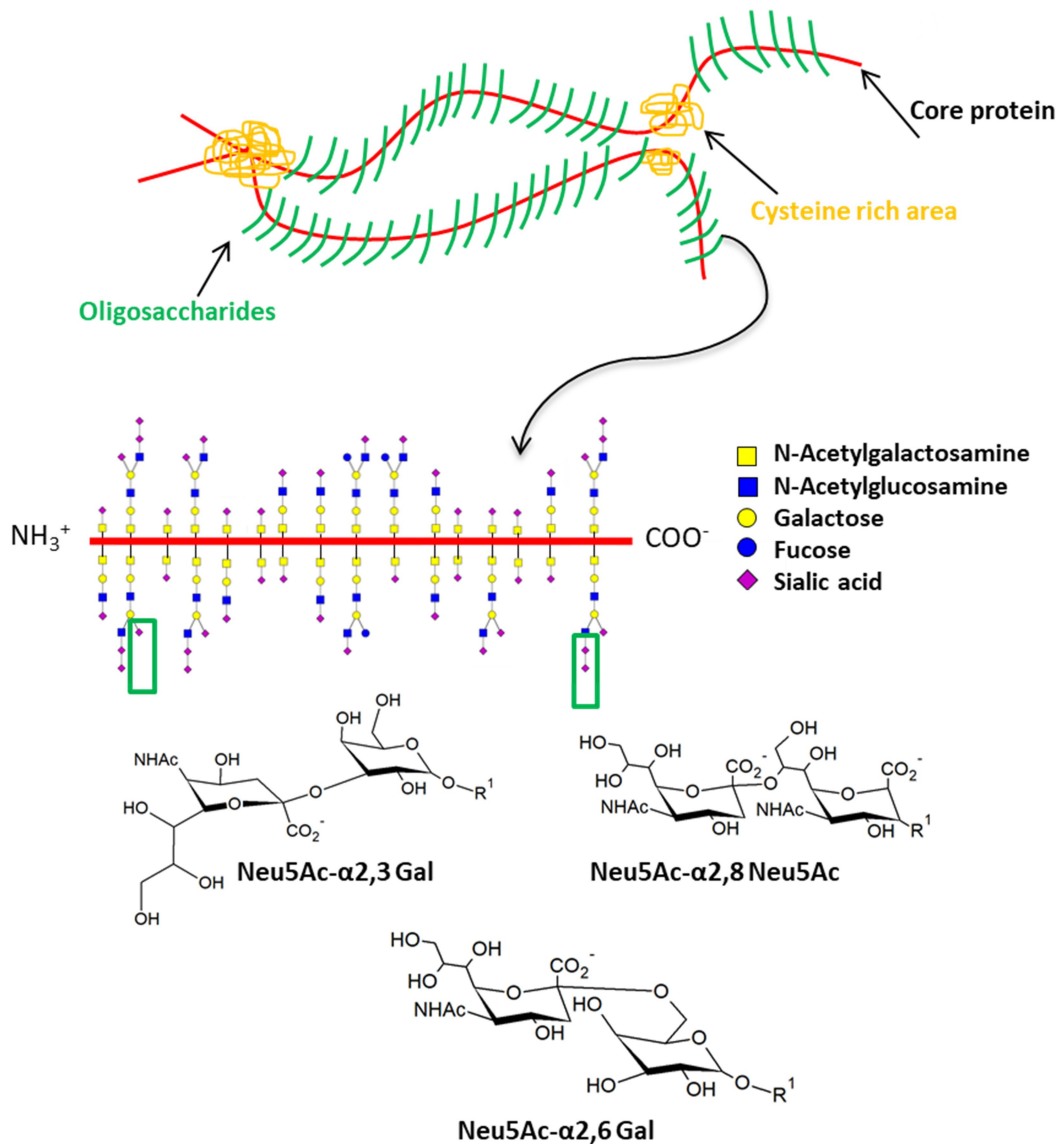 Core protein
Cysteine rich area
Oligosaccharides
N-Acetylgalactosamine
N-Acetylglucosamine
Galactose
Fucose
Sialic acid
NH₃⁺
COO⁻
OH
OH
OH
NHAc
O
O
O
OH
O
R¹
HO
CO₂⁻
OH
OH
Neu5Ac-α2,3 Gal
HO
HO
OH
HO
OH
CO₂⁻
CO₂⁻
HO
O
O
O
NHAc
NHAc
OH
OH
R¹
Neu5Ac-α2,8 Neu5Ac
HO
OH
CO₂⁻
HO
O
O
HO
NHAc
OH
O
HO
OH
O
R¹
Neu5Ac-α2,6 Gal